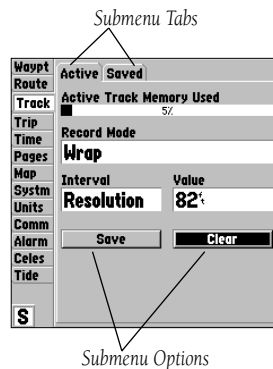 Submenu Tabs
Waypt
Route
Track
Trip
Time
Pages
Map
Systm
Units
Comm
Alarm
Celes
Tide
S
Active Saved
Active Track Memory Used
5%
Record Mode
Wrap
Interval Value
Resolution 82ft
Save Clear
Submenu Options